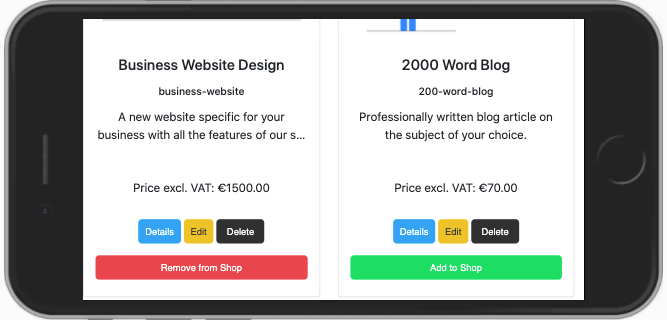 Business Website Design
business-website
A new website specific for your
business with all the features of our s...
Price excl. VAT: €1500.00
Details Edit Delete
Remove from Shop
2000 Word Blog
200-word-blog
Professionally written blog article on
the subject of your choice.
Price excl. VAT: €70.00
Details Edit Delete
Add to Shop